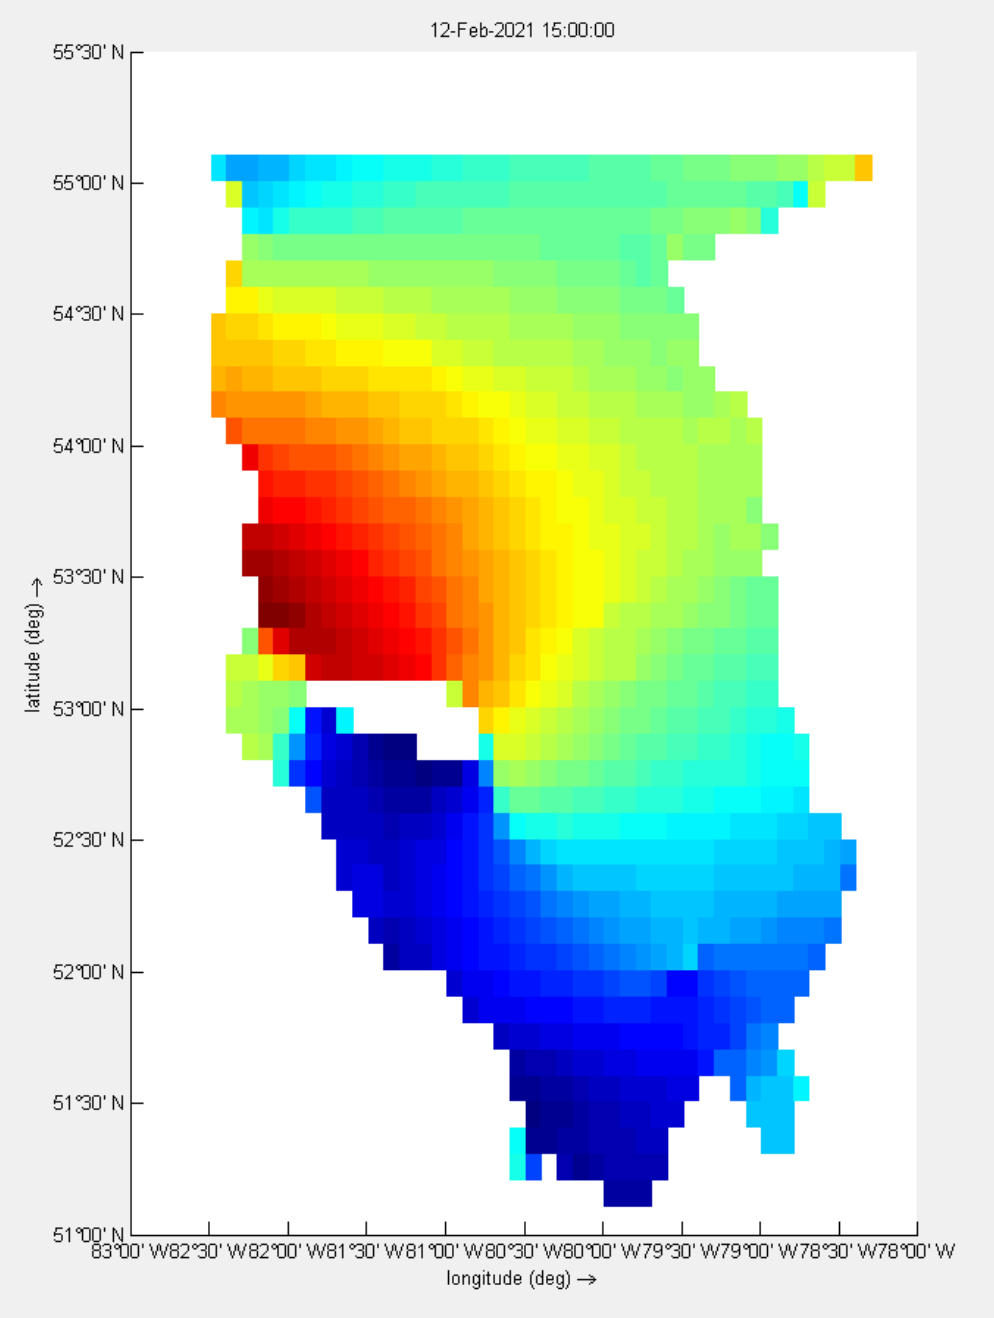 12-Feb-2021 15:00:00
55°30' N
55°00' N
54°30' N
54°00' N
53°30' N
53°00' N
52°30' N
52°00' N
51°30' N
51°00' N
latitude (deg) →
83°00' W82°30' W82°00' W81°30' W81°00' W80°30' W80°00' W79°30' W79°00' W78°30' W78°00' W
longitude (deg) →